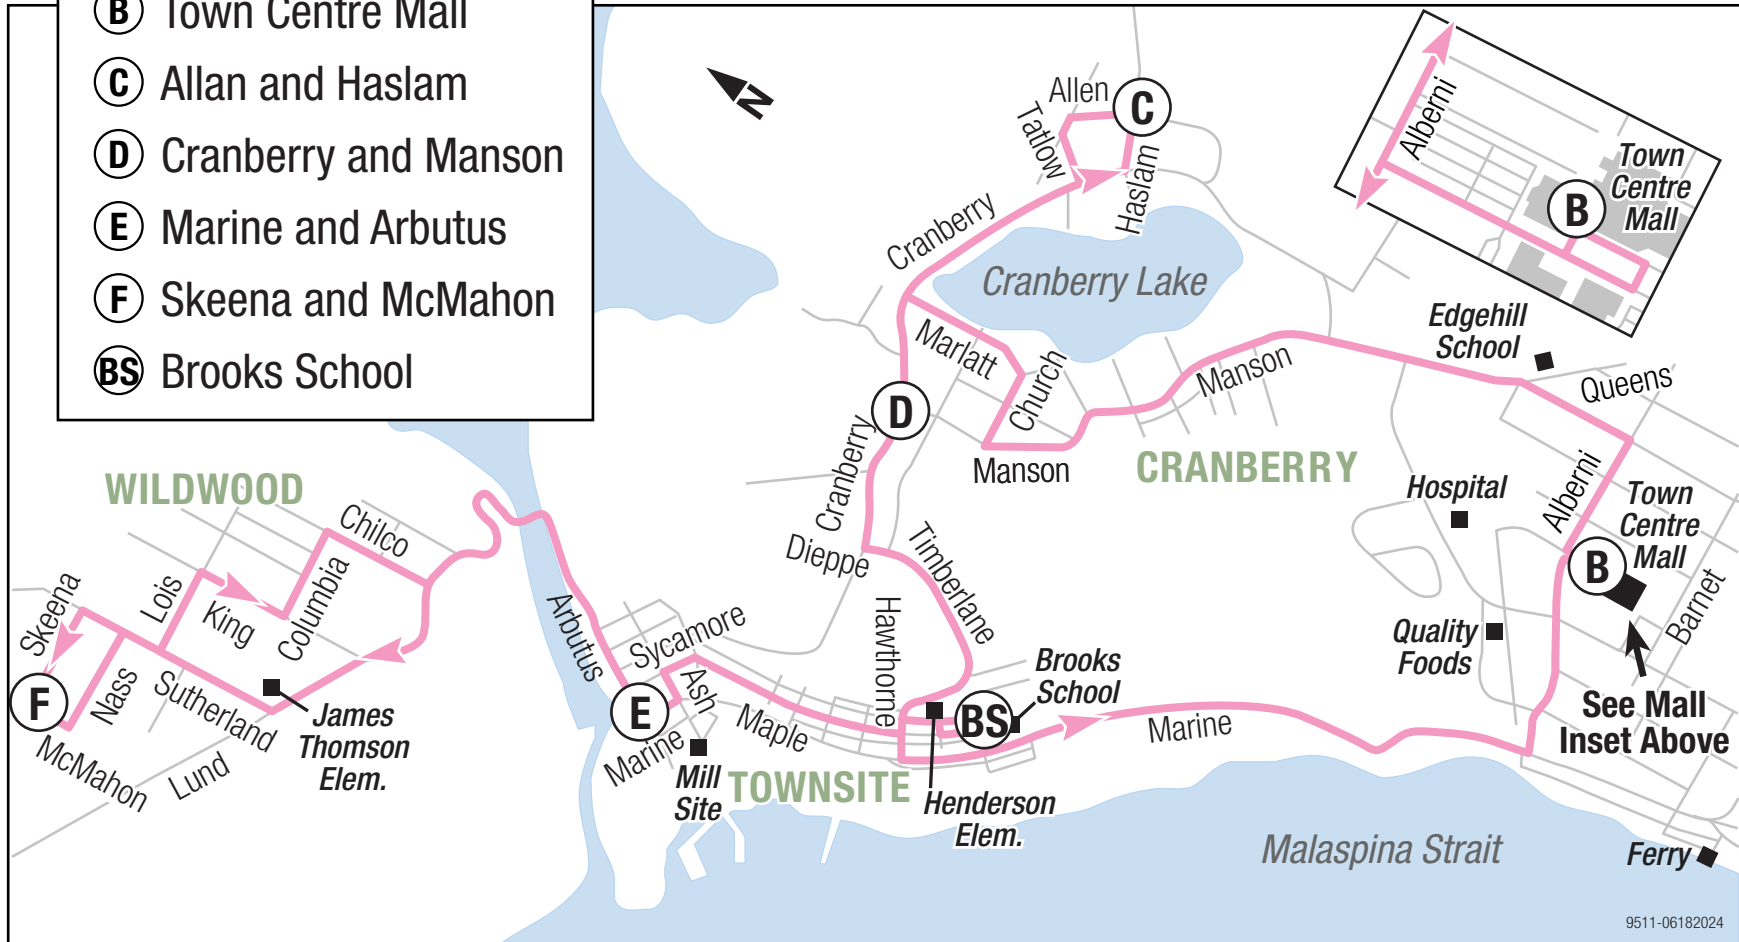 B Town Centre Mall
C Allan and Haslam
D Cranberry and Manson
E Marine and Arbutus
F Skeena and McMahon
BS Brooks School
N
Allen
C
Tatlow
Haslam
Cranberry
Cranberry Lake
Alberni
Town
Centre
Mall
B
Edgehill
School
Queens
Marlatt
Church
Manson
D
Manson
CRANBERRY
Cranberry
Dieppe
Timberlane
Hospital
Alberni
Town
Centre
Mall
B
Barnet
Quality
Foods
See Mall
Inset Above
WILDWOOD
Chilco
Skeena
Lois
King
Columbia
F
Nass
Sutherland
James
Thomson
Elem.
McMahon
Lund
Arbutus
Sycamore
E
Ash
Marine
Maple
Mill
Site
TOWNSITE
Hawthorne
Brooks
School
BS
Henderson
Elem.
Marine
Malaspina Strait
Ferry
9511-06182024